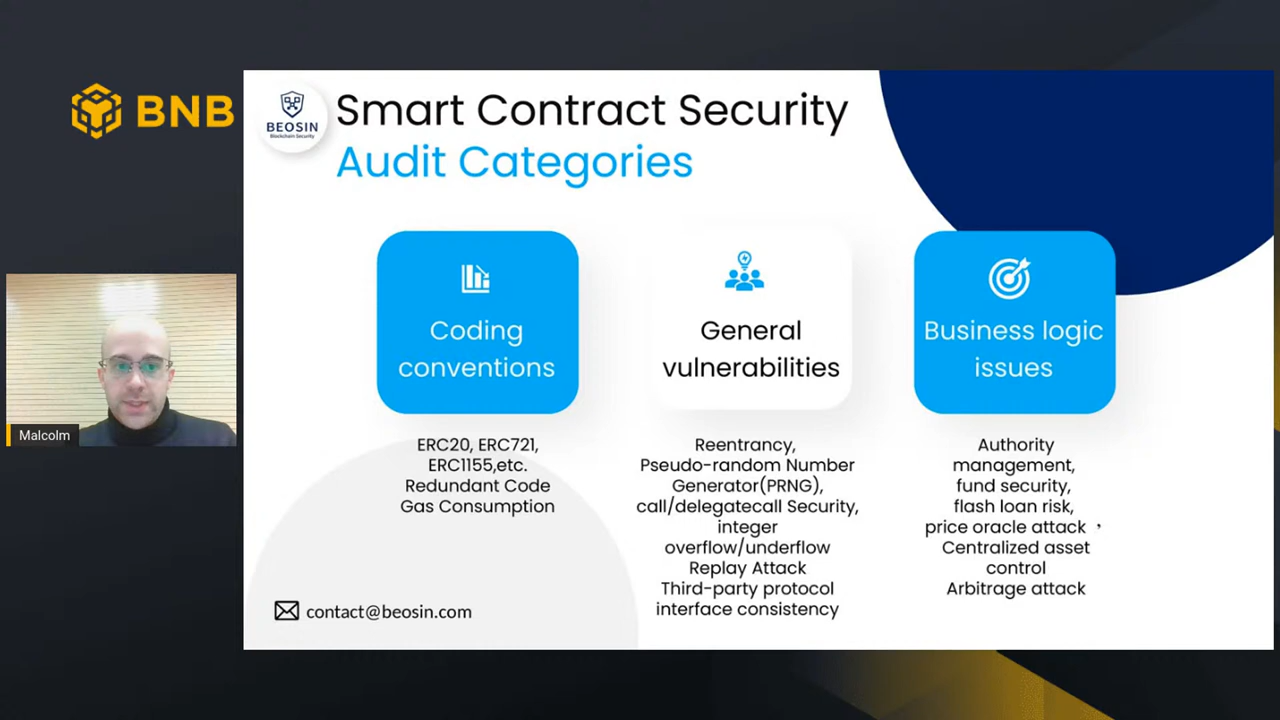 BNB
BEOSIN
Blockchain Security
Smart Contract Security
Audit Categories
Coding
conventions
ERC20, ERC721,
ERC1155,etc.
Redundant Code
Gas Consumption
General
vulnerabilities
Reentrancy,
Pseudo-random Number
Generator(PRNG),
call/delegatecall Security,
integer
overflow/underflow
Replay Attack
Third-party protocol
interface consistency
Business logic
issues
Authority
management,
fund security,
flash loan risk,
price oracle attack ，
Centralized asset
control
Arbitrage attack
Malcolm
contact@beosin.com